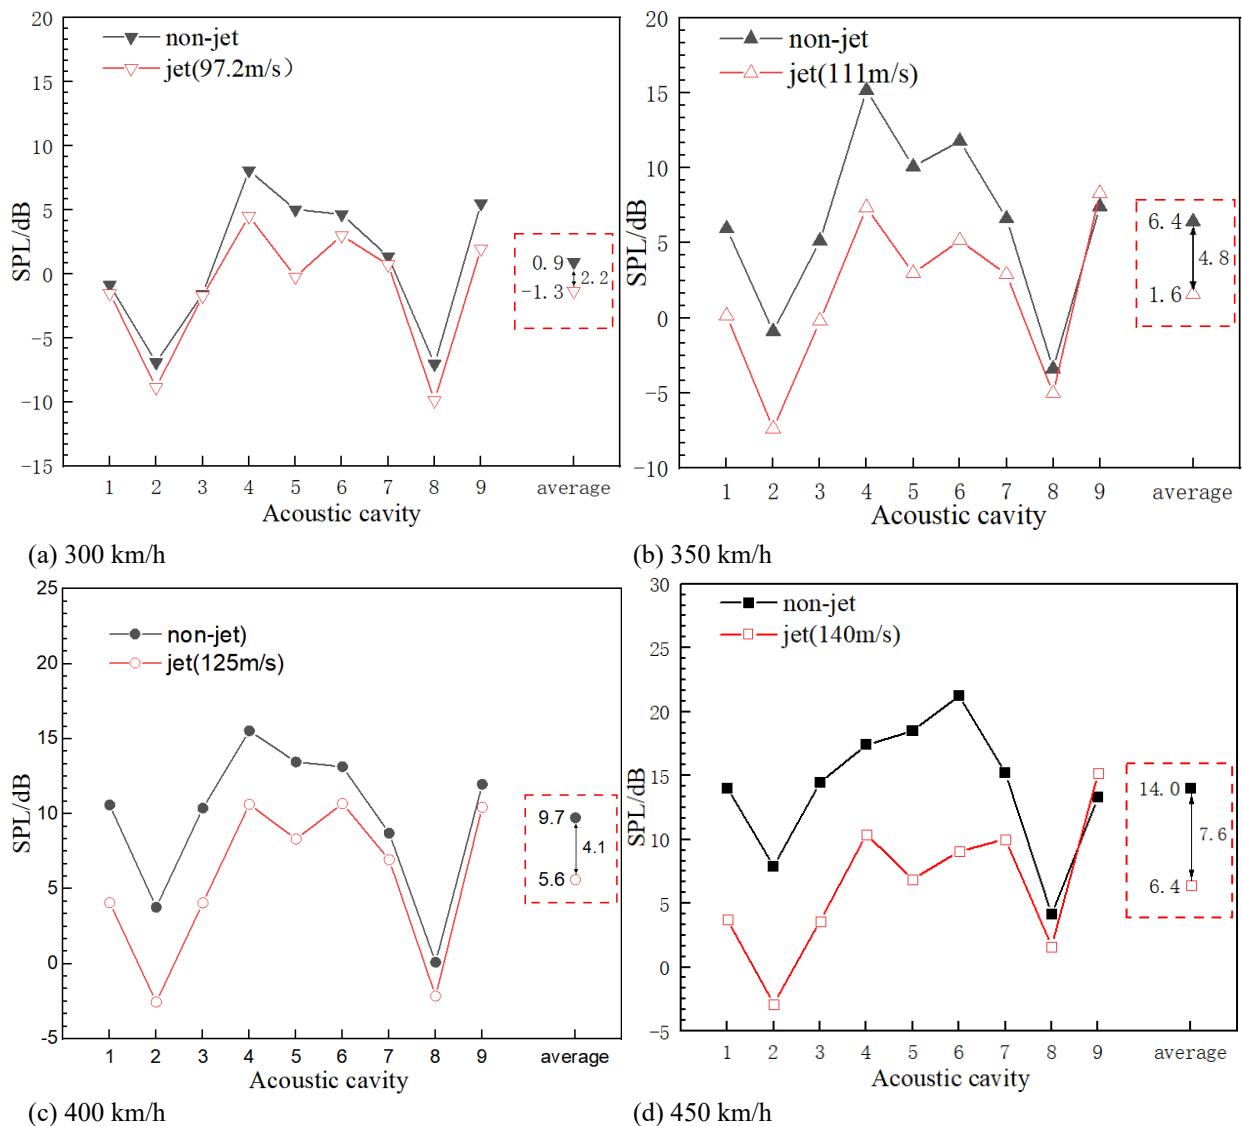 20
15
10
5
0
−5
−10
−15
SPL/dB
non-jet
jet(97.2m/s)
0.9
2.2
−1.3
1 2 3 4 5 6 7 8 9 average
Acoustic cavity
(a) 300 km/h
20
15
10
5
0
−5
−10
SPL/dB
non-jet
jet(111m/s)
6.4
4.8
1.6
1 2 3 4 5 6 7 8 9 average
Acoustic cavity
(b) 350 km/h
25
20
15
10
5
0
-5
SPL/dB
non-jet)
jet(125m/s)
9.7
4.1
5.6
1 2 3 4 5 6 7 8 9 average
Acoustic cavity
(c) 400 km/h
30
25
20
15
10
5
0
−5
SPL/dB
non-jet
jet(140m/s)
14.0
7.6
6.4
1 2 3 4 5 6 7 8 9 average
Acoustic cavity
(d) 450 km/h